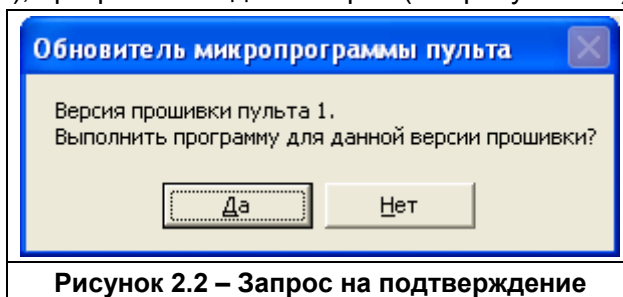 Обновитель микропрограммы пульта
Версия прошивки пульта 1.
Выполнить программу для данной версии прошивки?
Да
Нет
Рисунок 2.2 – Запрос на подтверждение